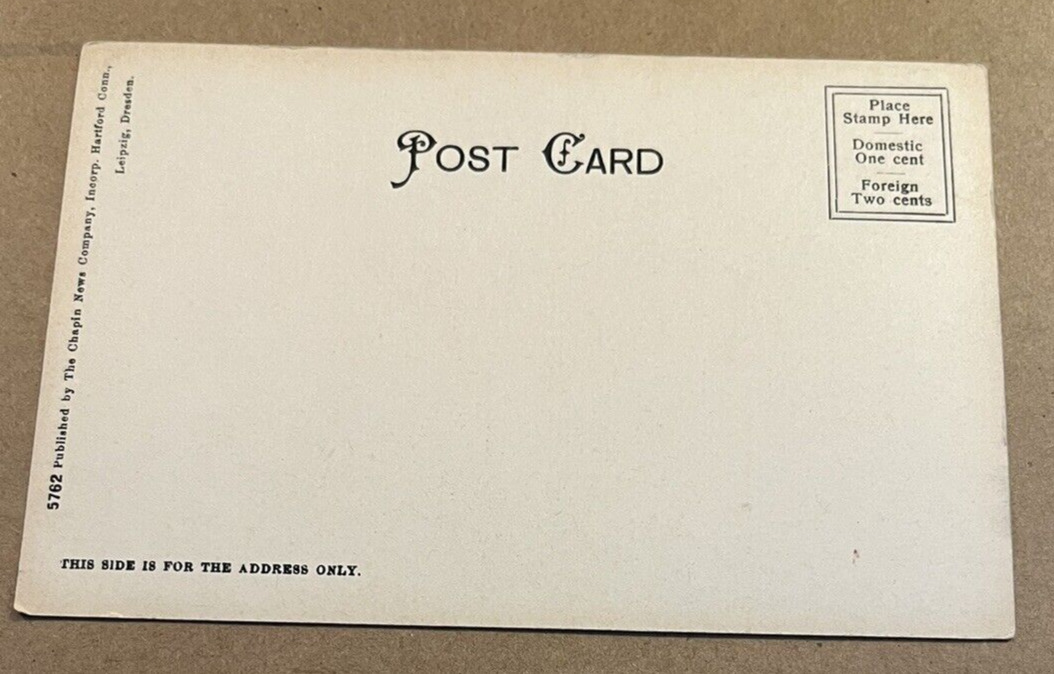 POST CARD
Place
Stamp Here
Domestic
One cent
Foreign
Two cents
5762 Published by The Chapin News Company, Incorp. Hartford Conn.,
Leipzig, Dresden.
THIS SIDE IS FOR THE ADDRESS ONLY.